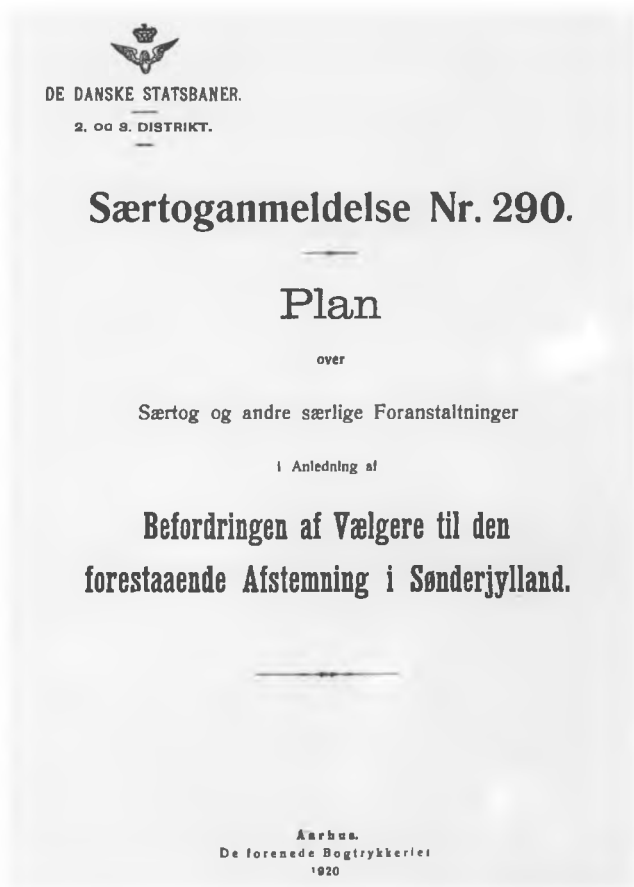 DE DANSKE STATSBANER.
2. OG 3. DISTRIKT.
Særtoganmeldelse Nr. 290.
Plan
over
Særtog og andre særlige Foranstaltninger
i Anledning af
Befordringen af Vælgere til den
forestaaende Afstemning i Sønderjylland.
Aarhus.
De forenede Bogtrykkerier
1920